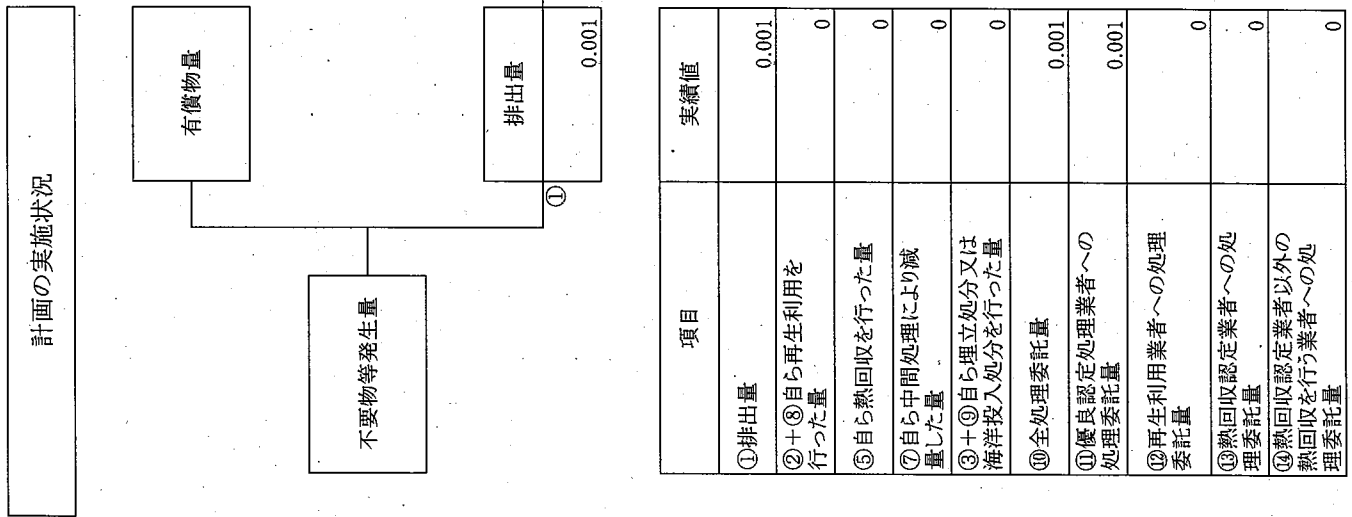 計画の実施状況
有償物量
不要物等発生量
排出量
①
0.001
項目
実績値
①排出量
0.001
②+⑧自ら再生利用を
行った量
0
⑤自ら熱回収を行った量
0
⑦自ら中間処理により減
量した量
0
③+⑨自ら埋立処分又は
海洋投入処分を行った量
0
⑩全処理委託量
0.001
⑪優良認定処理業者への
処理委託量
0.001
⑫再生利用業者への処理
委託量
0
⑬熱回収認定業者への処
理委託量
0
⑭熱回収認定業者以外の
熱回収を行う業者への処
理委託量
0